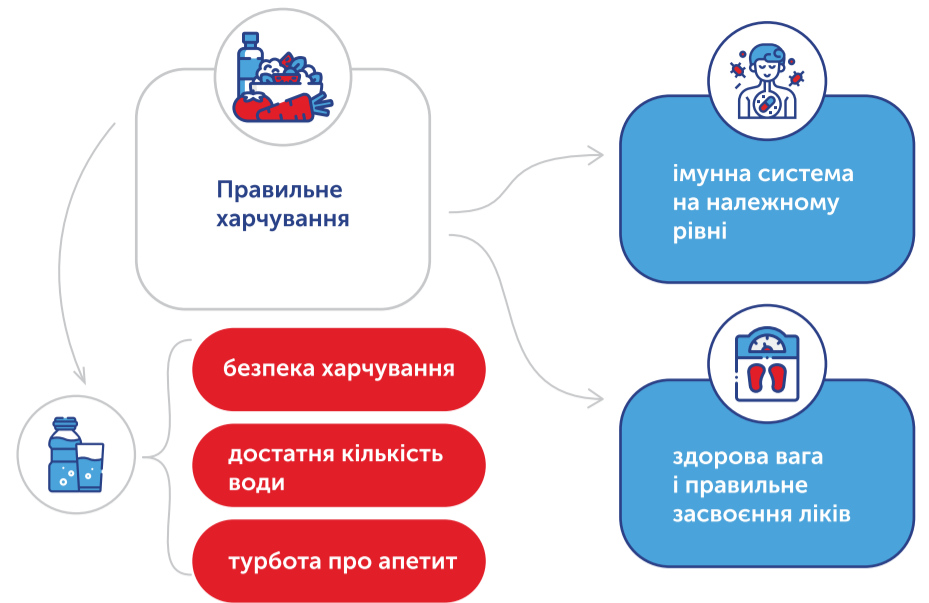 Правильне
харчування
імунна система
на належному
рівні
безпека харчування
достатня кількість
води
турбота про апетит
здорова вага
і правильне
засвоєння ліків